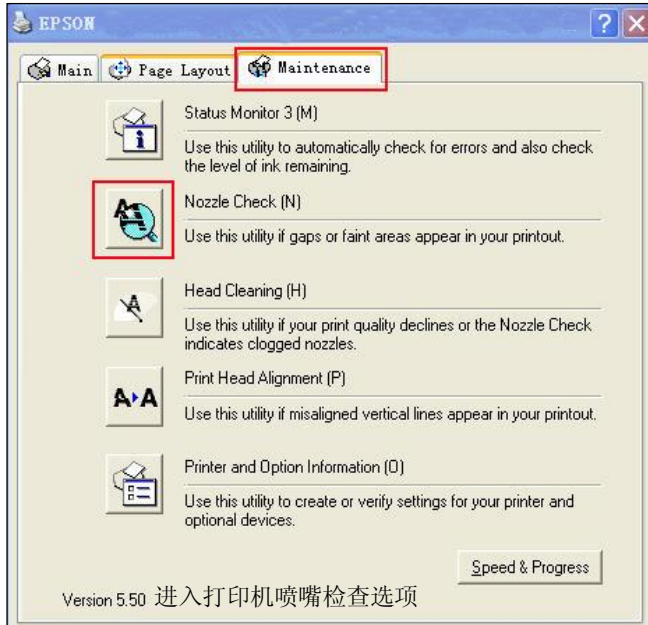 EPSON
Main Page Layout Maintenance
Status Monitor 3 (M)
Use this utility to automatically check for errors and also check
the level of ink remaining.
Nozzle Check (N)
Use this utility if gaps or faint areas appear in your printout.
Head Cleaning (H)
Use this utility if your print quality declines or the Nozzle Check
indicates clogged nozzles.
Print Head Alignment (P)
Use this utility if misaligned vertical lines appear in your printout.
Printer and Option Information (O)
Use this utility to create or verify settings for your printer and
optional devices.
Speed & Progress
Version 5.50 进入打印机喷嘴检查选项